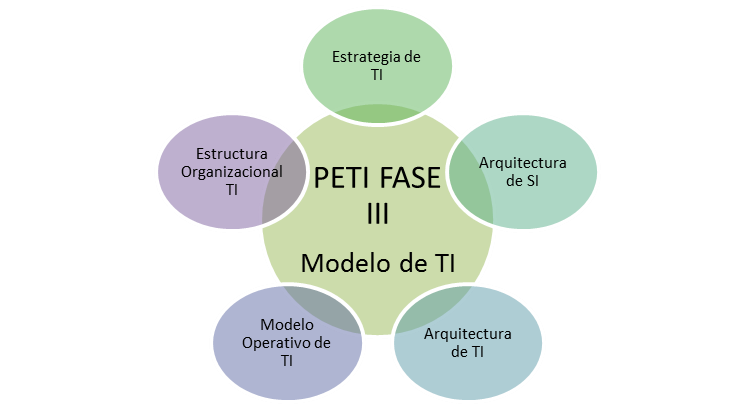 Estrategia de
TI
Estructura
Organizacional
TI
Arquitectura
de SI
PETI FASE
III
Modelo de TI
Modelo
Operativo de
TI
Arquitectura
de TI